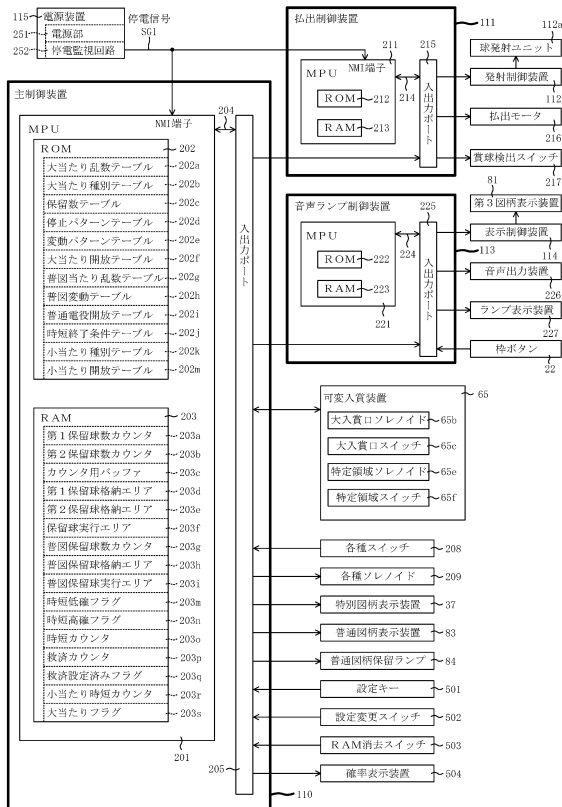 115
電源装置
251
電源部
252
停電監視回路
停電信号
SG1
払出制御装置
111
MPU
NMI端子
211
ROM
212
RAM
213
214
215
入出力ポート
112a
球発射ユニット
発射制御装置
112
払出モータ
216
賞球検出スイッチ
217
81
第3図柄表示装置
表示制御装置
114
音声出力装置
226
ランプ表示装置
227
枠ボタン
22
音声ランプ制御装置
113
MPU
ROM
222
RAM
223
221
224
225
入出力ポート
主制御装置
MPU
NMI端子
204
ROM
202
大当たり乱数テーブル
202a
大当たり種別テーブル
202b
保留数テーブル
202c
停止パターンテーブル
202d
変動パターンテーブル
202e
大当たり開放テーブル
202f
普図当たり乱数テーブル
202g
普図変動テーブル
202h
普通電役開放テーブル
202i
時短終了条件テーブル
202j
小当たり種別テーブル
202k
小当たり開放テーブル
202m
入出力ポート
RAM
203
第1保留球数カウンタ
203a
第2保留球数カウンタ
203b
カウンタ用バッファ
203c
第1保留球格納エリア
203d
第2保留球格納エリア
203e
保留球実行エリア
203f
普図保留球数カウンタ
203g
普図保留球格納エリア
203h
普図保留球実行エリア
203i
時短低確フラグ
203m
時短高確フラグ
203n
時短カウンタ
203o
救済カウンタ
203p
救済設定済みフラグ
203q
小当たり時短カウンタ
203r
大当たりフラグ
203s
201
205
110
可変入賞装置
65
大入賞口ソレノイド
65b
大入賞口スイッチ
65c
特定領域ソレノイド
65e
特定領域スイッチ
65f
各種スイッチ
208
各種ソレノイド
209
特別図柄表示装置
37
普通図柄表示装置
83
普通図柄保留ランプ
84
設定キー
501
設定変更スイッチ
502
RAM消去スイッチ
503
確率表示装置
504